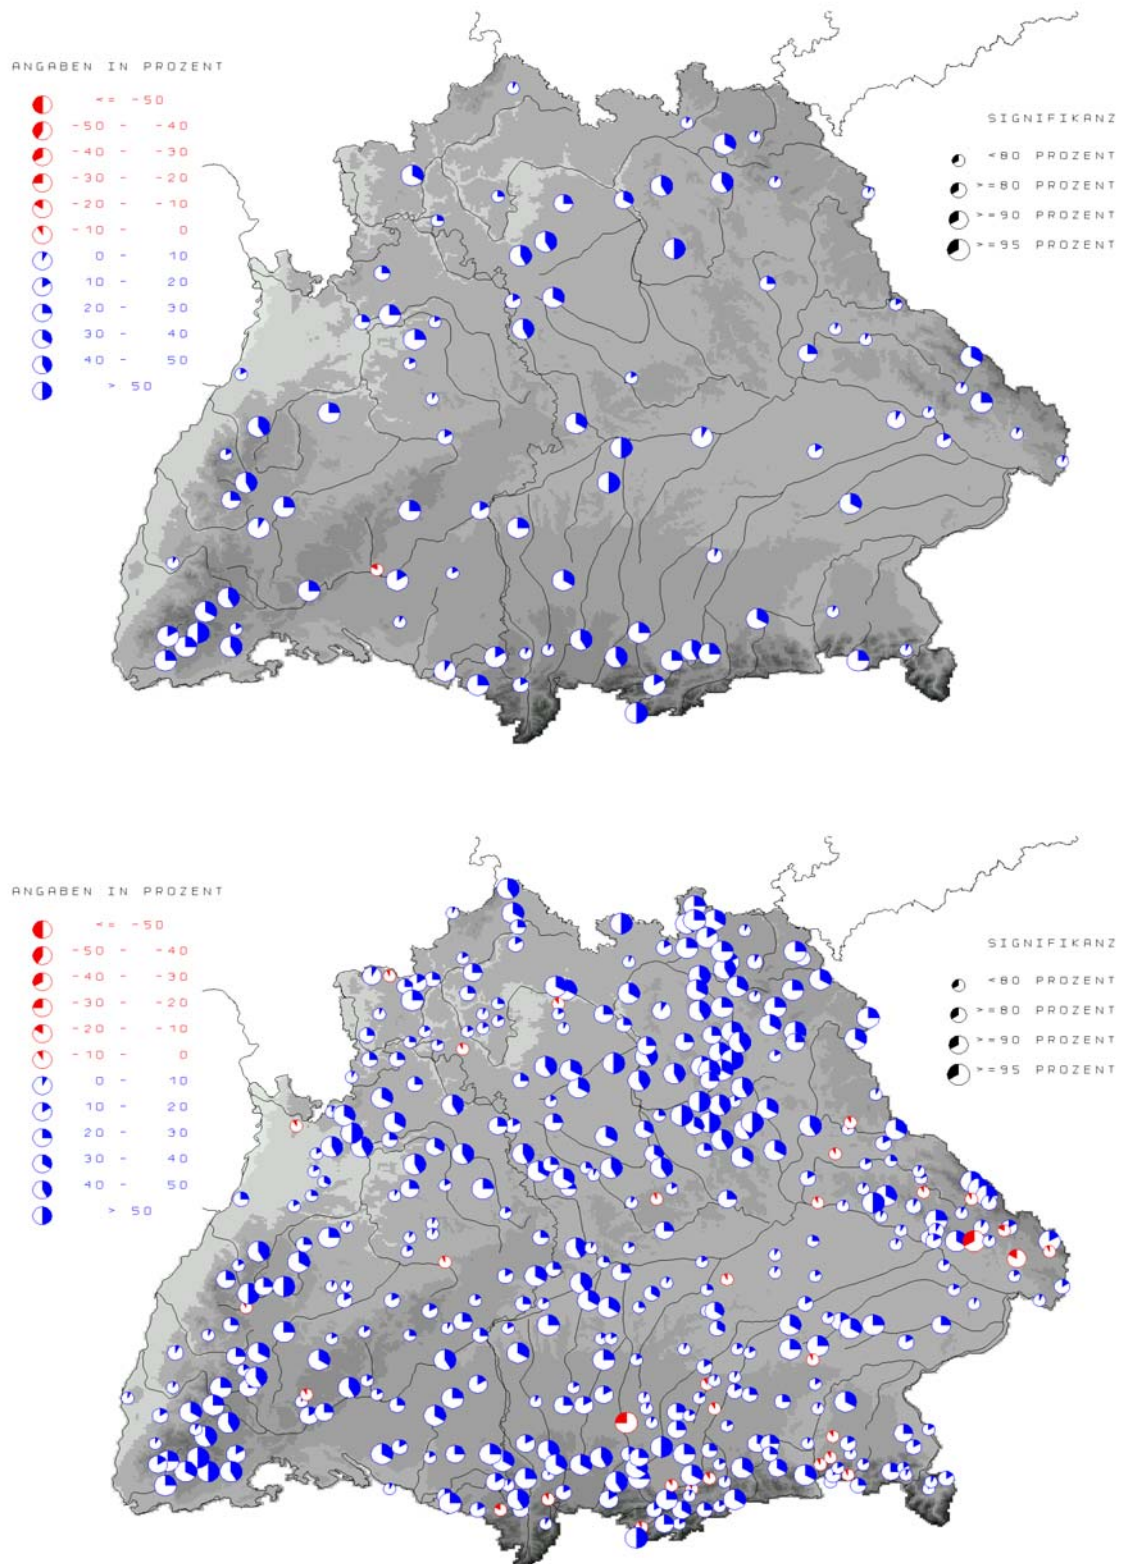 ANGABEN IN PROZENT
<= -50
-50 - -40
-40 - -30
-30 - -20
-20 - -10
-10 - 0
0 - 10
10 - 20
20 - 30
30 - 40
40 - 50
> 50
SIGNIFIKANZ
<80 PROZENT
>=80 PROZENT
>=90 PROZENT
>=95 PROZENT
ANGABEN IN PROZENT
<= -50
-50 - -40
-40 - -30
-30 - -20
-20 - -10
-10 - 0
0 - 10
10 - 20
20 - 30
30 - 40
40 - 50
> 50
SIGNIFIKANZ
<80 PROZENT
>=80 PROZENT
>=90 PROZENT
>=95 PROZENT